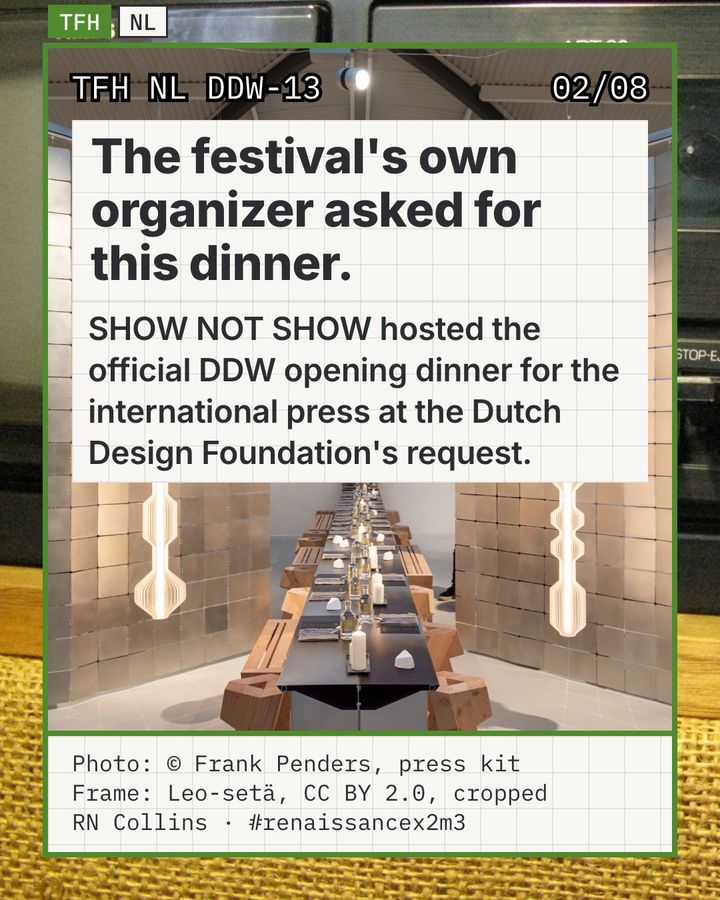 TFH NL
TFH NL DDW-13 02/08
The festival's own
organizer asked for
this dinner.
SHOW NOT SHOW hosted the
official DDW opening dinner for the
international press at the Dutch
Design Foundation's request.
Photo: © Frank Penders, press kit
Frame: Leo-setä, CC BY 2.0, cropped
RN Collins · #renaissancex2m3